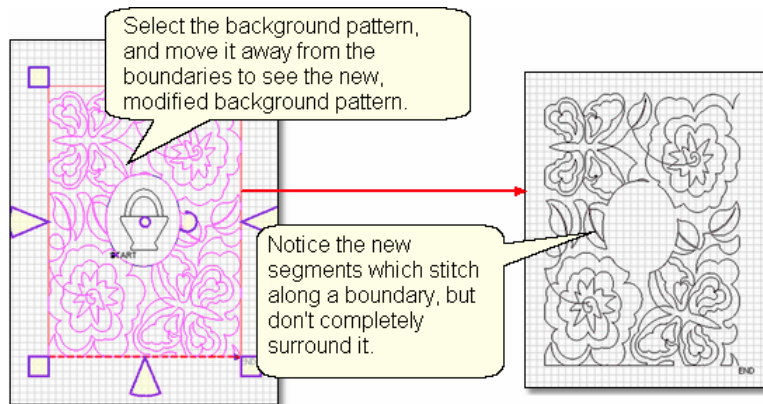 Select the background pattern,
and move it away from the
boundaries to see the new,
modified background pattern.
START
Notice the new
segments which stitch
along a boundary, but
don't completely
surround it.
END
END